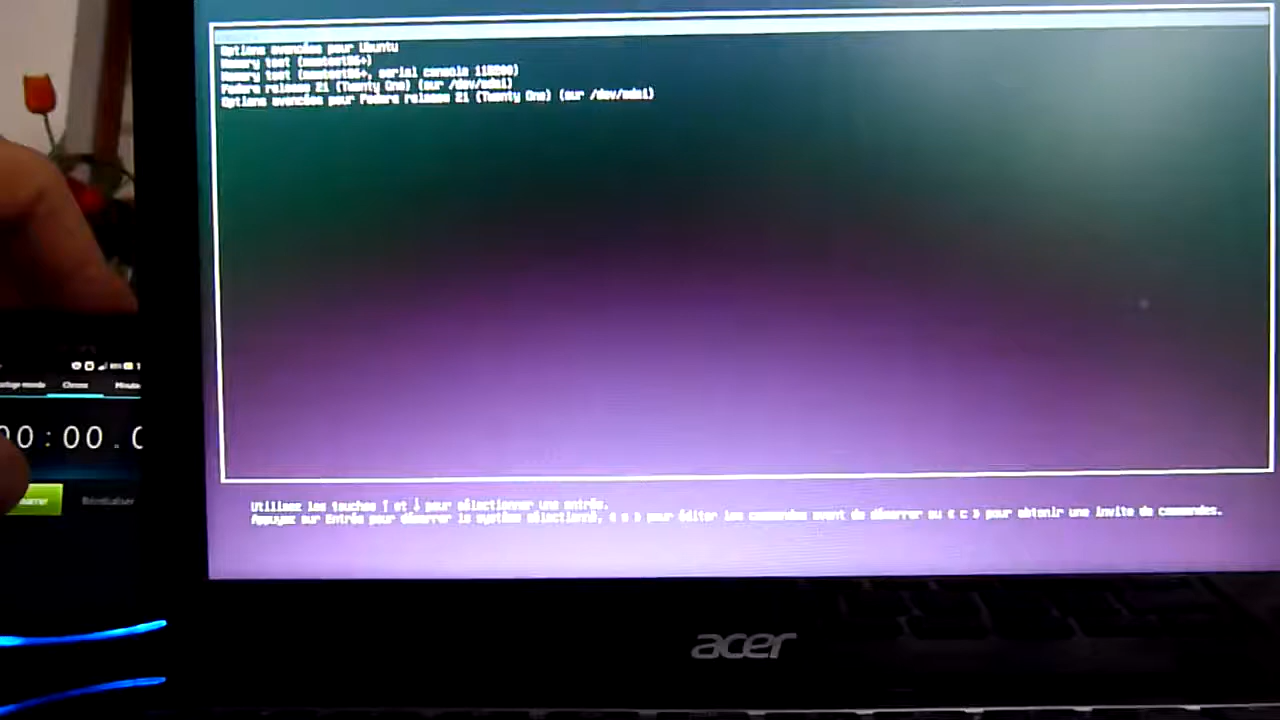 Options avancées pour Ubuntu
Memory test (memtest86+)
Memory test (memtest86+, serial console 115200)
Fedora release 21 (Twenty One) (sur /dev/sda1)
Options avancées pour Fedora release 21 (Twenty One) (sur /dev/sda1)
Chrono
00:00.0
Réinitialiser
Utilisez les touches ↑ et ↓ pour sélectionner une entrée.
Appuyez sur Entrée pour démarrer le système sélectionné, « e » pour éditer les commandes avant de démarrer ou « c » pour obtenir une invite de commandes.
acer